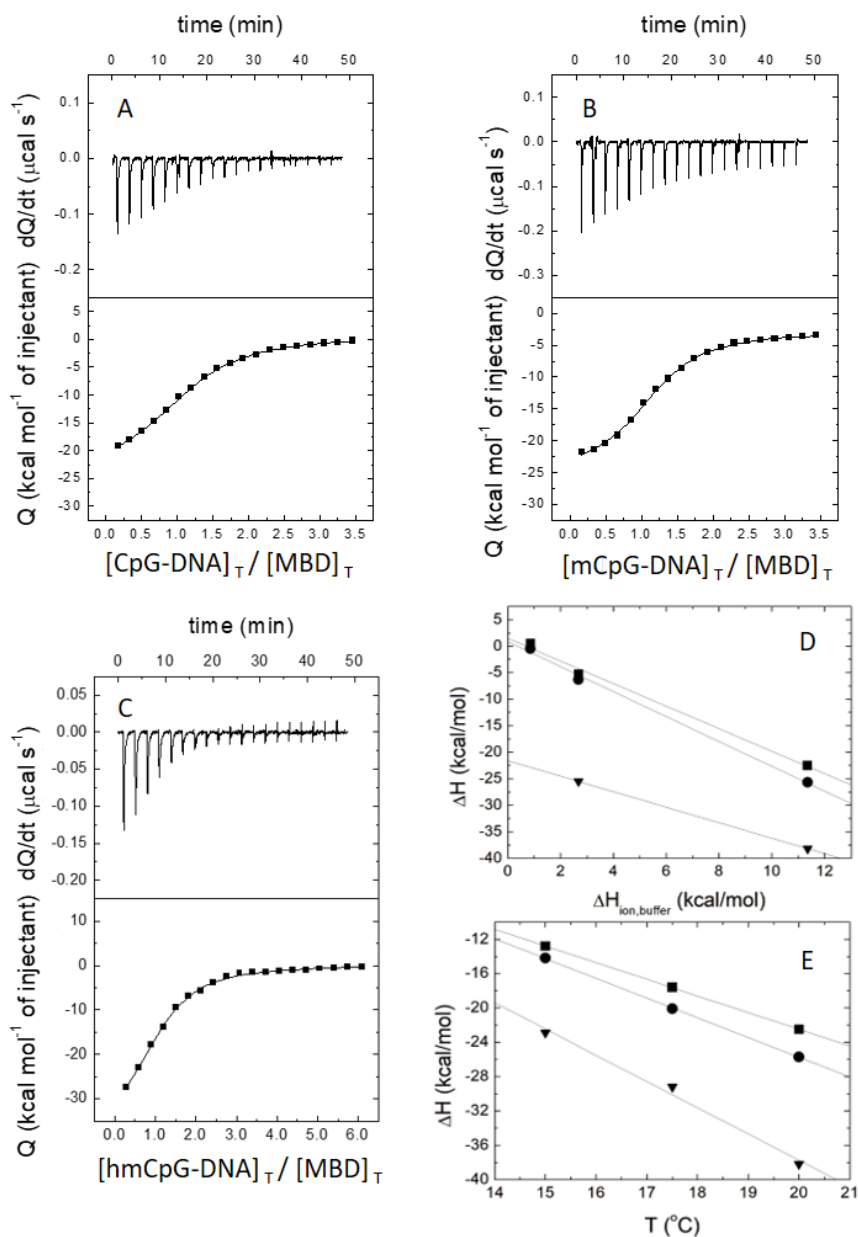 time (min)
0 10 20 30 40 50
A
0.1
0.0
-0.1
-0.2
dQ/dt (μcal s⁻¹)
0
-5
-10
-15
-20
-25
-30
Q (kcal mol⁻¹ of injectant)
0.0 0.5 1.0 1.5 2.0 2.5 3.0 3.5
[CpG-DNA]T / [MBD]T
time (min)
0 10 20 30 40 50
B
0.1
0.0
-0.1
-0.2
-0.3
dQ/dt (μcal s⁻¹)
0
-5
-10
-15
-20
-25
Q (kcal mol⁻¹ of injectant)
0.0 0.5 1.0 1.5 2.0 2.5 3.0 3.5
[mCpG-DNA]T / [MBD]T
time (min)
0 10 20 30 40 50
C
0.05
0.00
-0.05
-0.10
-0.15
-0.20
dQ/dt (μcal s⁻¹)
10
0
-10
-20
-30
Q (kcal mol⁻¹ of injectant)
0.0 1.0 2.0 3.0 4.0 5.0 6.0
[hmCpG-DNA]T / [MBD]T
D
5
0
-5
-10
-15
-20
-25
-30
-35
-40
ΔH (kcal/mol)
0 2 4 6 8 10 12
ΔHion,buffer (kcal/mol)
E
-12
-16
-20
-24
-28
-32
-36
-40
ΔH (kcal/mol)
14 15 16 17 18 19 20 21
T (°C)